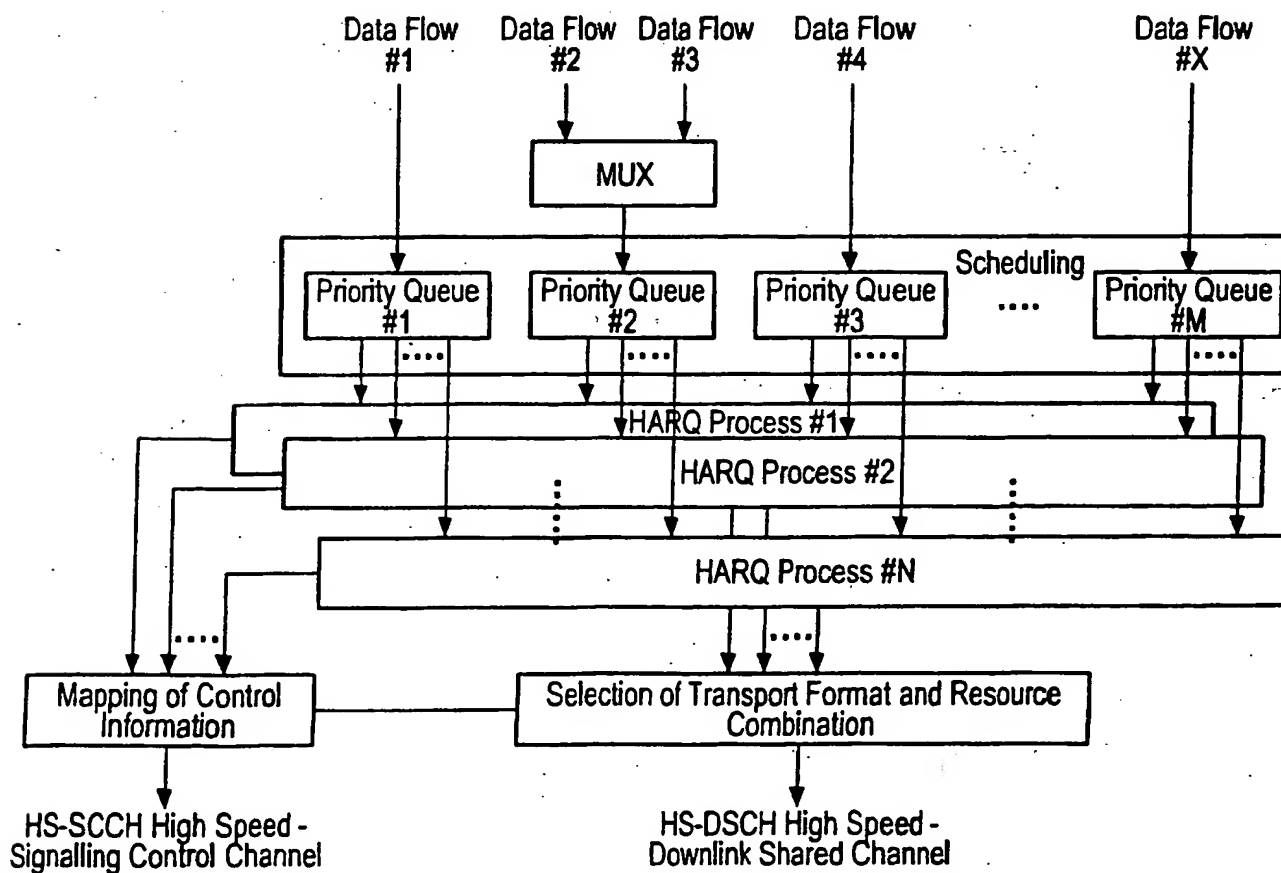 Data Flow
#1
Data Flow
#2
Data Flow
#3
Data Flow
#4
Data Flow
#X
MUX
Scheduling
Priority Queue
#1
Priority Queue
#2
Priority Queue
#3
Priority Queue
#M
HARQ Process #1
HARQ Process #2
HARQ Process #N
Mapping of Control
Information
Selection of Transport Format and Resource
Combination
HS-SCCH High Speed -
Signalling Control Channel
HS-DSCH High Speed -
Downlink Shared Channel